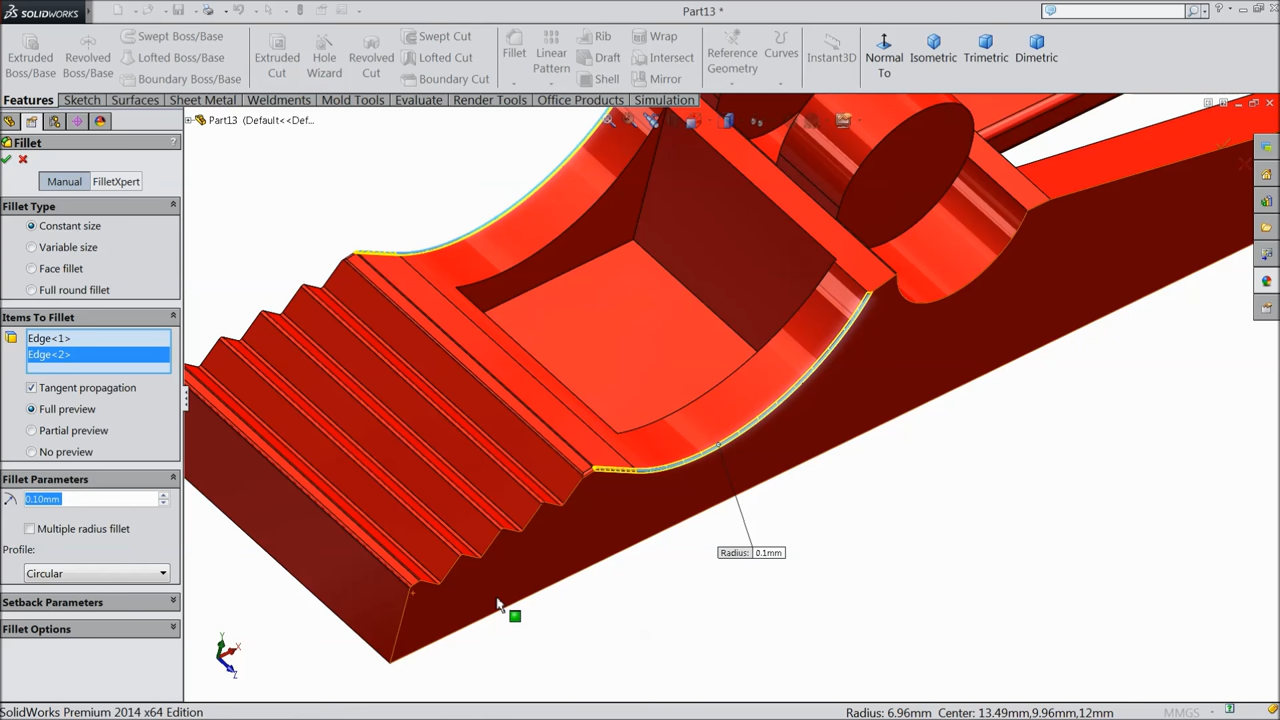 SOLIDWORKS
Part13 *
?
Extruded Boss/Base
Revolved Boss/Base
Swept Boss/Base
Lofted Boss/Base
Boundary Boss/Base
Extruded Cut
Hole Wizard
Revolved Cut
Swept Cut
Lofted Cut
Boundary Cut
Fillet
Linear Pattern
Rib
Draft
Shell
Wrap
Intersect
Mirror
Reference Geometry
Curves
Instant3D
Normal To
Isometric
Trimetric
Dimetric
Features Sketch Surfaces Sheet Metal Weldments Mold Tools Evaluate Render Tools Office Products Simulation
Part13 (Default<<Def...
Fillet
?
Manual FilletXpert
Fillet Type
Constant size
Variable size
Face fillet
Full round fillet
Items To Fillet
Edge<1>
Edge<2>
Tangent propagation
Full preview
Partial preview
No preview
Fillet Parameters
0.10mm
Multiple radius fillet
Profile:
Circular
Setback Parameters
Fillet Options
Radius: 0.1mm
Y
X
Z
SolidWorks Premium 2014 x64 Edition
Radius: 6.96mm Center: 13.49mm,9.96mm,12mm
MMGS